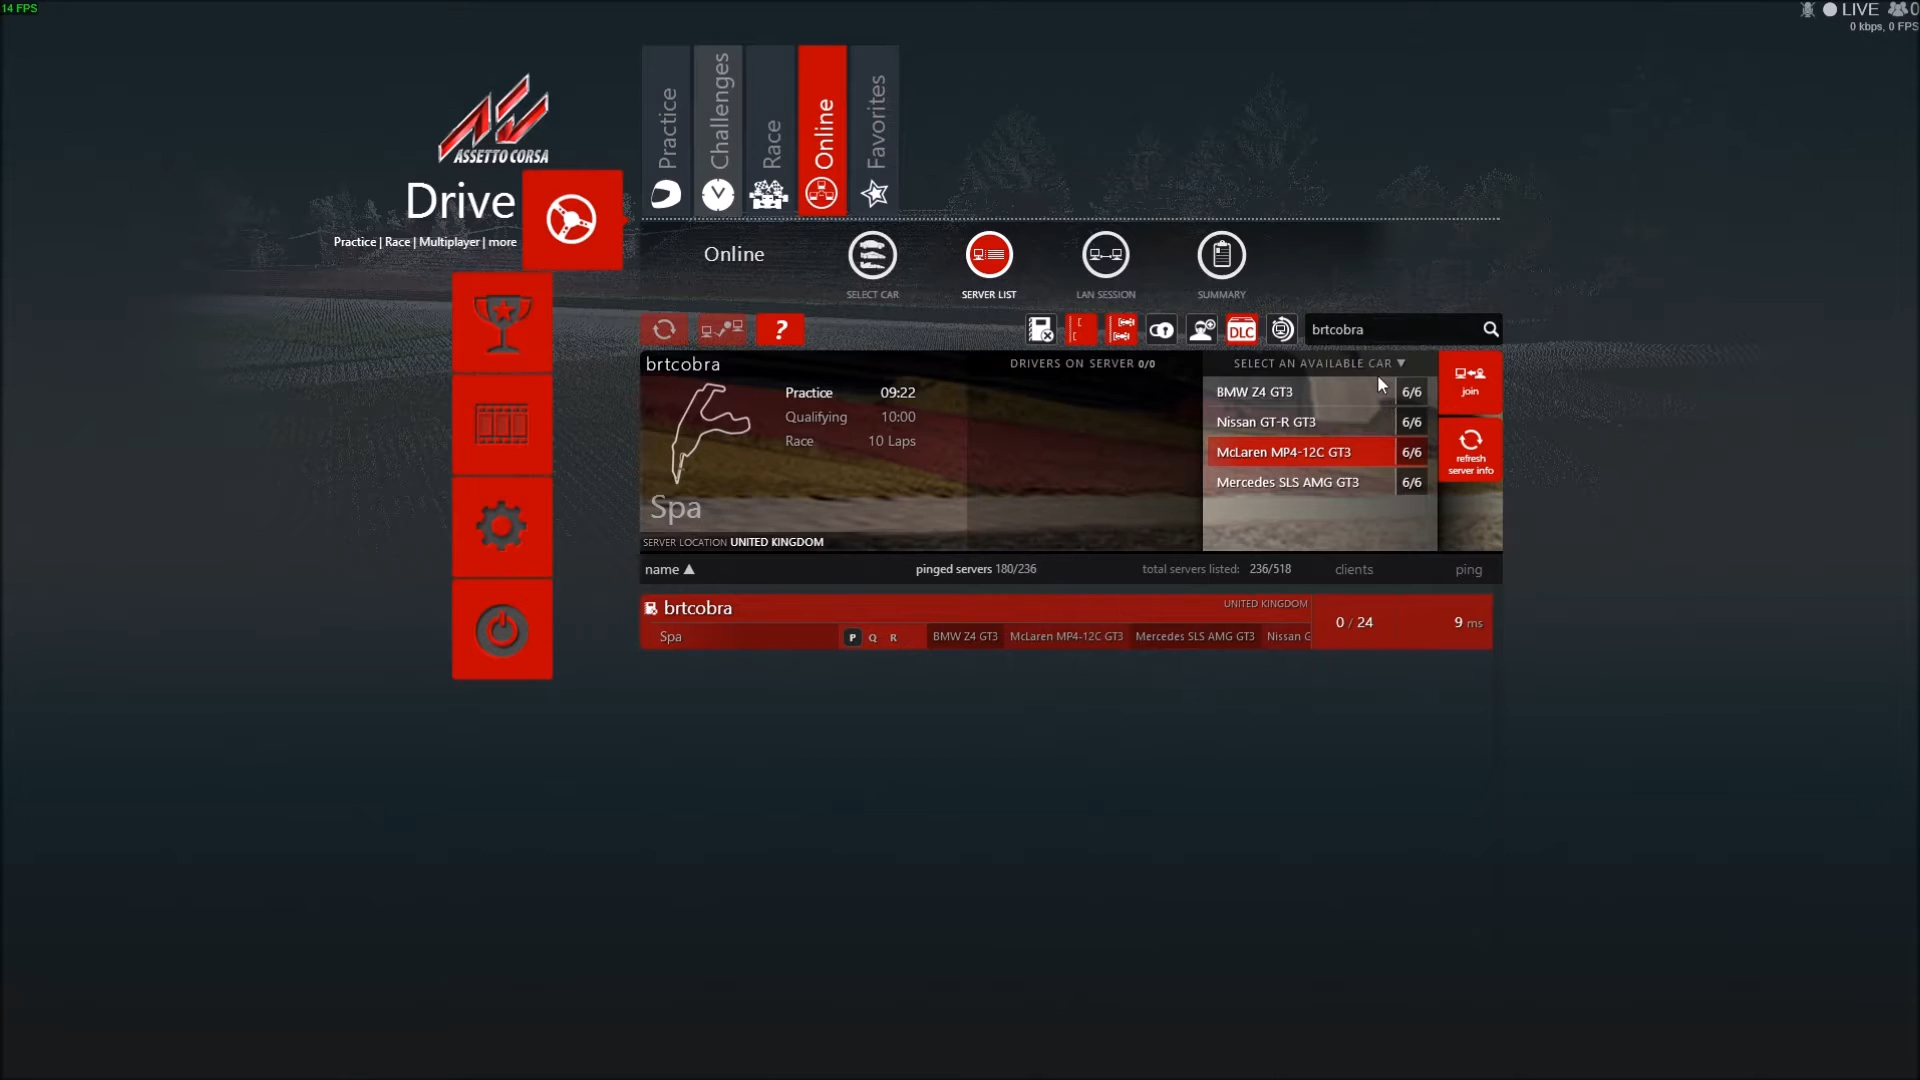 14 FPS
LIVE 0
0 kbps, 0 FPS
Practice
Challenges
Race
Online
Favorites
ASSETTO CORSA
Drive
Practice | Race | Multiplayer | more
Online
SELECT CAR
SERVER LIST
LAN SESSION
SUMMARY
?
DLC
brtcobra
brtcobra
DRIVERS ON SERVER 0/0
SELECT AN AVAILABLE CAR ▼
Practice 09:22
Qualifying 10:00
Race 10 Laps
Spa
SERVER LOCATION UNITED KINGDOM
BMW Z4 GT3 6/6
Nissan GT-R GT3 6/6
McLaren MP4-12C GT3 6/6
Mercedes SLS AMG GT3 6/6
join
refresh
server info
name ▲ pinged servers 180/236 total servers listed: 236/518 clients ping
brtcobra UNITED KINGDOM
Spa P Q R BMW Z4 GT3 McLaren MP4-12C GT3 Mercedes SLS AMG GT3 Nissan G
0 / 24 9 ms